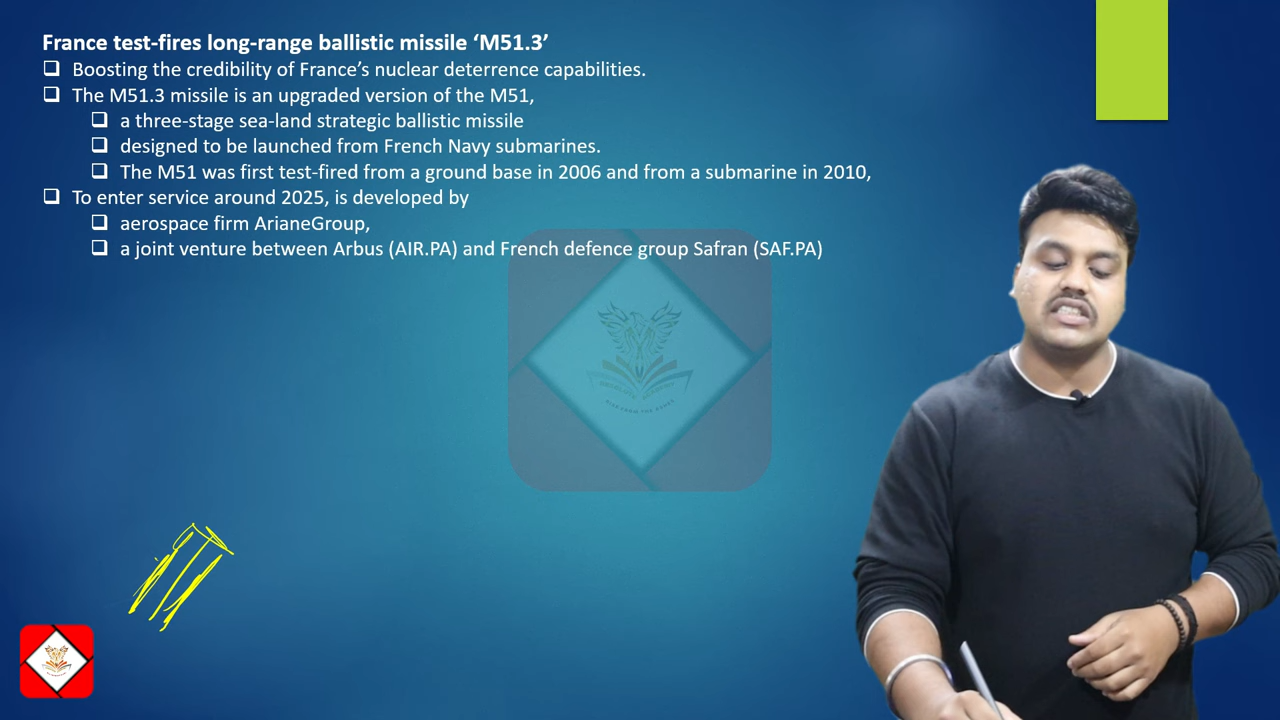 France test-fires long-range ballistic missile ‘M51.3’
Boosting the credibility of France’s nuclear deterrence capabilities.
The M51.3 missile is an upgraded version of the M51,
a three-stage sea-land strategic ballistic missile
designed to be launched from French Navy submarines.
The M51 was first test-fired from a ground base in 2006 and from a submarine in 2010,
To enter service around 2025, is developed by
aerospace firm ArianeGroup,
a joint venture between Arbus (AIR.PA) and French defence group Safran (SAF.PA)